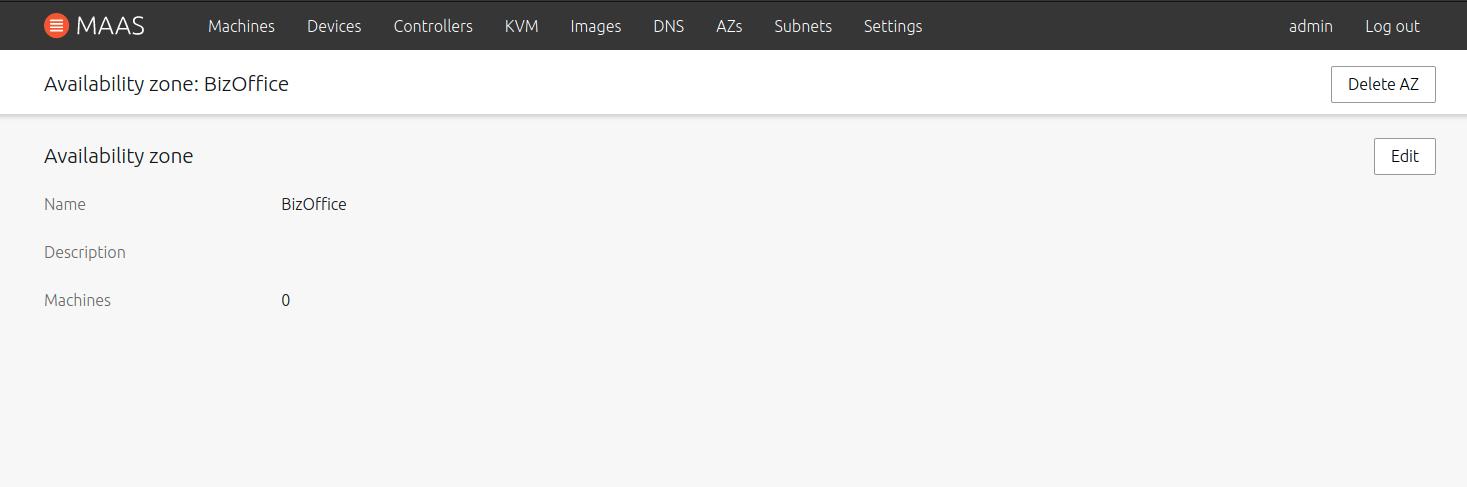 MAAS Machines Devices Controllers KVM Images DNS AZs Subnets Settings admin Log out
Availability zone: BizOffice Delete AZ
Availability zone Edit
Name BizOffice
Description
Machines 0